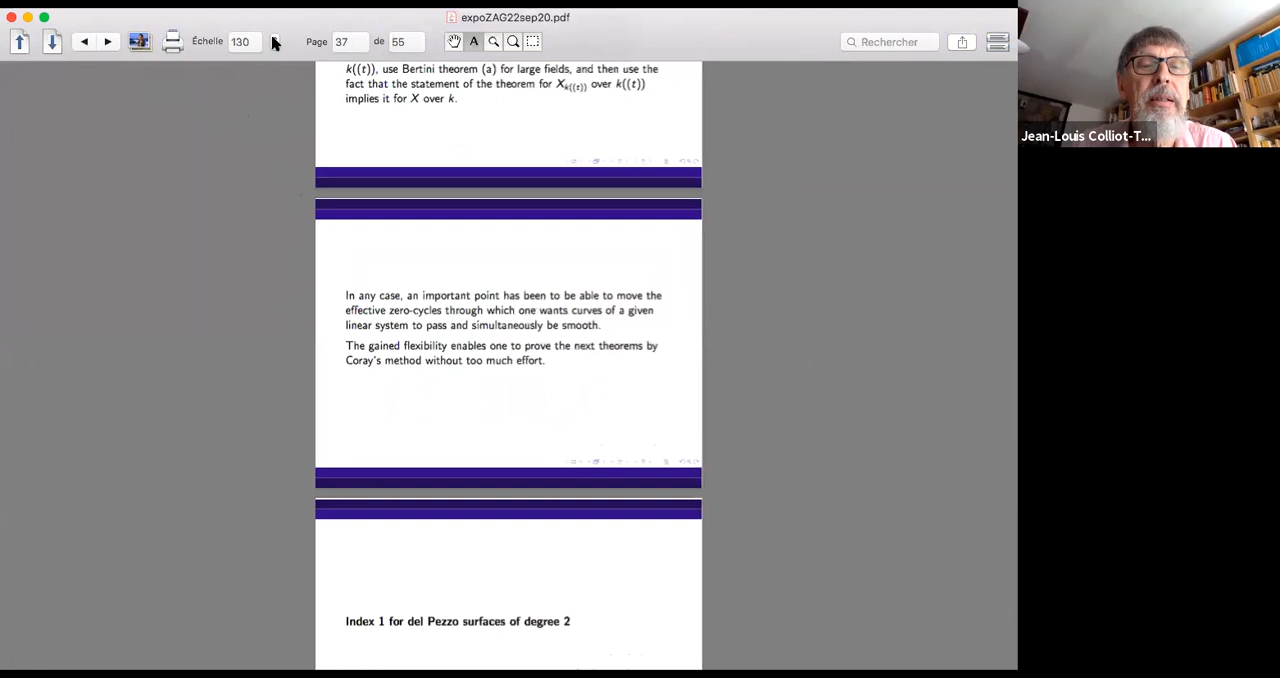 expoZAG22sep20.pdf
Échelle 130 Page 37 de 55 A Rechercher
k((t)), use Bertini theorem (a) for large fields, and then use the
fact that the statement of the theorem for X_{k((t))} over k((t))
implies it for X over k.
Jean-Louis Colliot-T...
In any case, an important point has been to be able to move the
effective zero-cycles through which one wants curves of a given
linear system to pass and simultaneously be smooth.
The gained flexibility enables one to prove the next theorems by
Coray's method without too much effort.
Index 1 for del Pezzo surfaces of degree 2